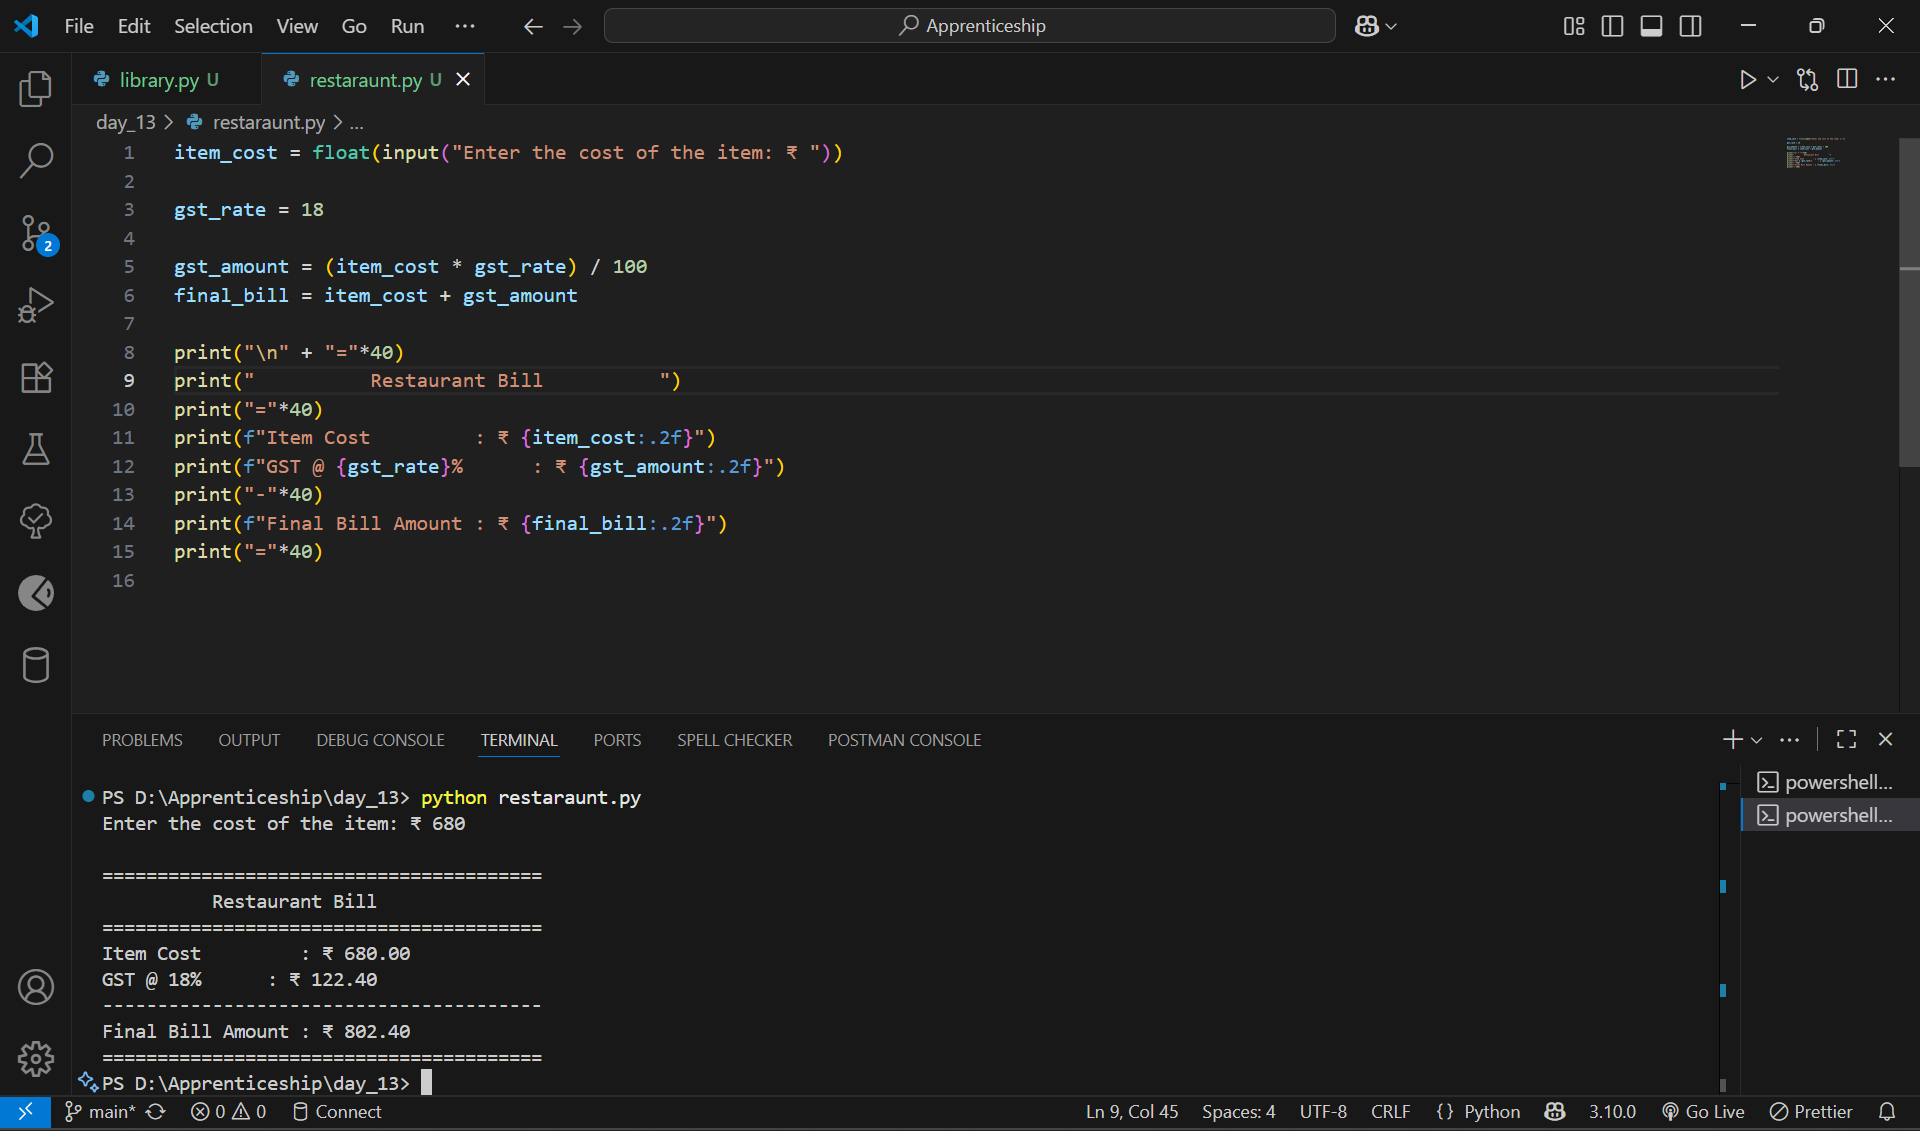 File Edit Selection View Go Run ··· Apprenticeship
library.py U restaraunt.py U
day_13 > restaraunt.py > ...
1 item_cost = float(input("Enter the cost of the item: ₹ "))
2
3 gst_rate = 18
4
5 gst_amount = (item_cost * gst_rate) / 100
6 final_bill = item_cost + gst_amount
7
8 print("\n" + "="*40)
9 print("          Restaurant Bill          ")
10 print("="*40)
11 print(f"Item Cost         : ₹ {item_cost:.2f}")
12 print(f"GST @ {gst_rate}%      : ₹ {gst_amount:.2f}")
13 print("-"*40)
14 print(f"Final Bill Amount : ₹ {final_bill:.2f}")
15 print("="*40)
16
PROBLEMS OUTPUT DEBUG CONSOLE TERMINAL PORTS SPELL CHECKER POSTMAN CONSOLE
PS D:\Apprenticeship\day_13> python restaraunt.py
Enter the cost of the item: ₹ 680
========================================
          Restaurant Bill
========================================
Item Cost         : ₹ 680.00
GST @ 18%      : ₹ 122.40
----------------------------------------
Final Bill Amount : ₹ 802.40
========================================
PS D:\Apprenticeship\day_13>
powershell...
powershell...
2
main* 0 0 Connect Ln 9, Col 45 Spaces: 4 UTF-8 CRLF {} Python 3.10.0 Go Live Prettier